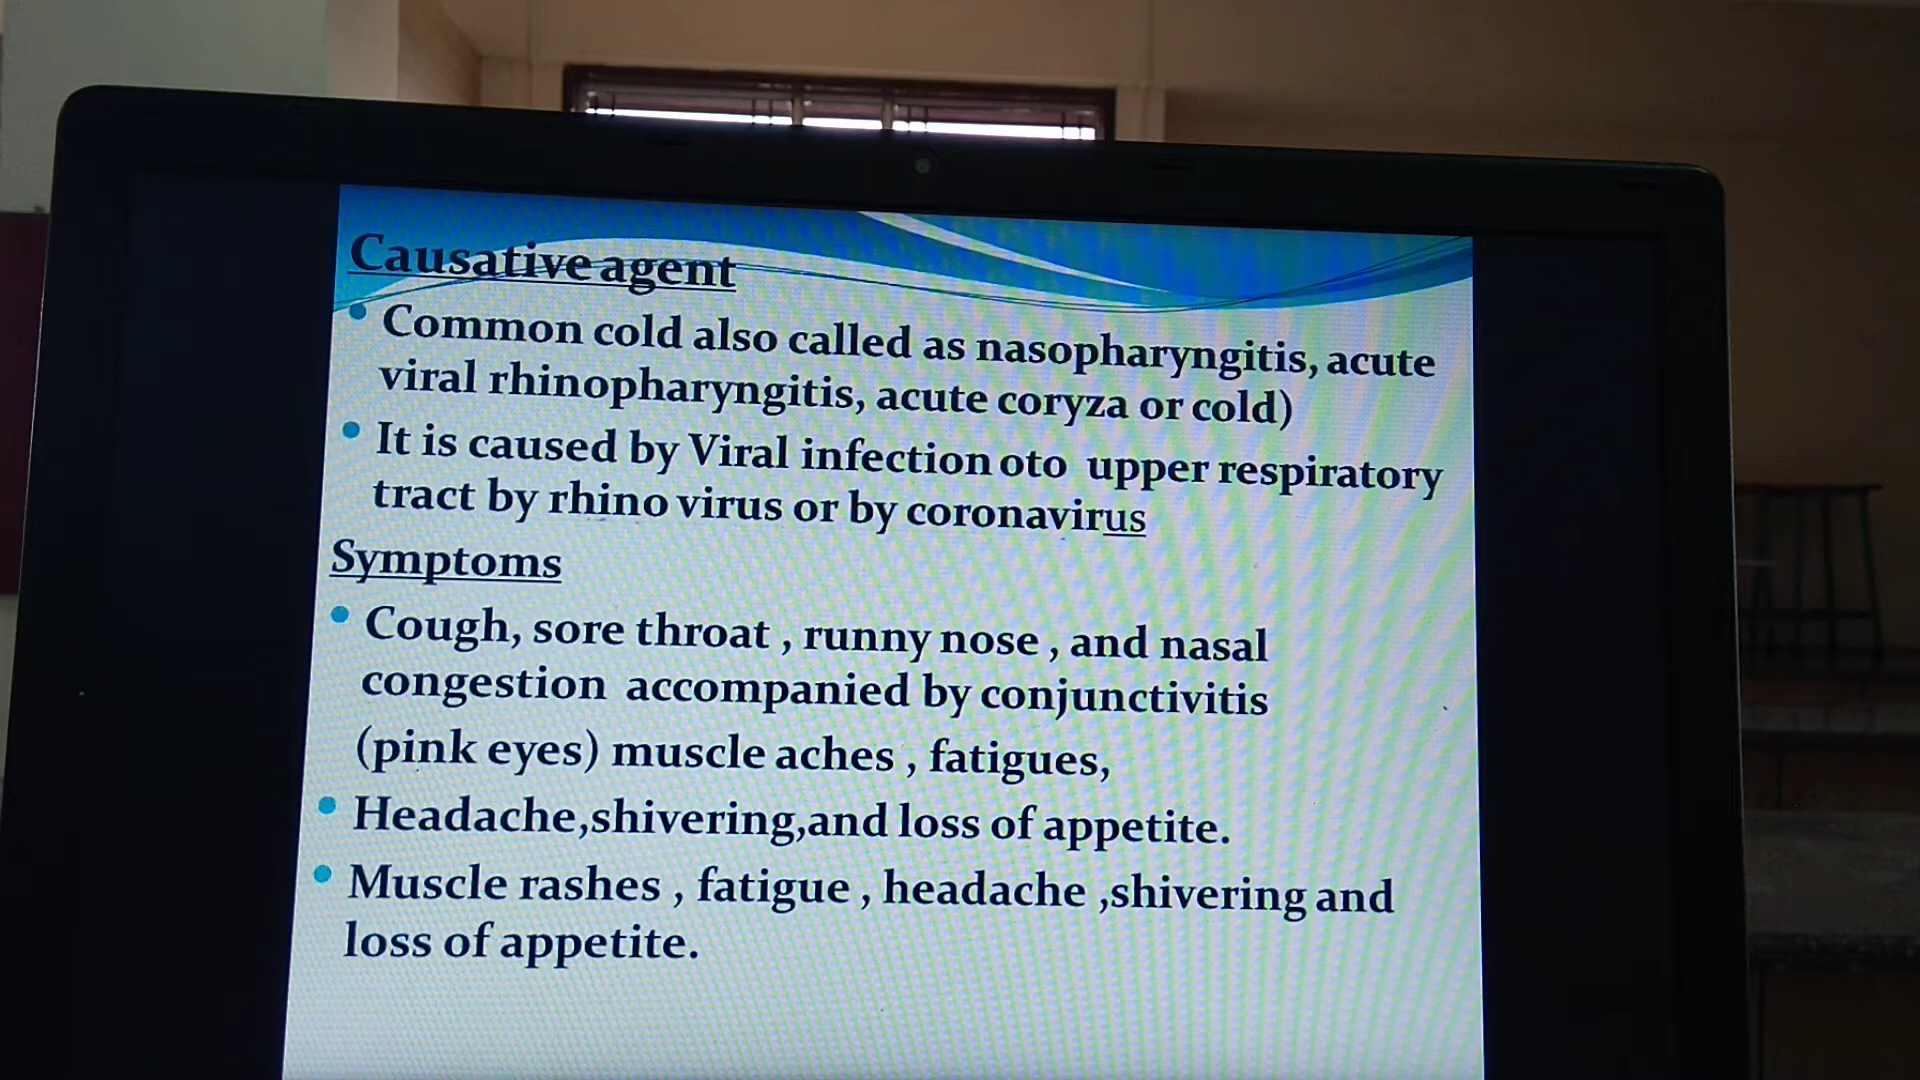 Causative agent
Common cold also called as nasopharyngitis, acute
viral rhinopharyngitis, acute coryza or cold)
It is caused by Viral infection oto upper respiratory
tract by rhino virus or by coronavirus
Symptoms
Cough, sore throat , runny nose , and nasal
congestion accompanied by conjunctivitis
(pink eyes) muscle aches , fatigues,
Headache,shivering,and loss of appetite.
Muscle rashes , fatigue , headache ,shivering and
loss of appetite.